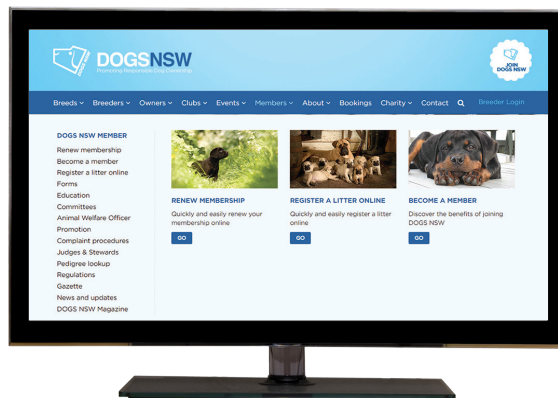 DOGS NSW
DOGSNSW
Promoting Responsible Dog Ownership
JOIN
DOGS NSW
Breeds Breeders Owners Clubs Events Members About Bookings Charity Contact Breeder Login
DOGS NSW MEMBER
Renew membership
Become a member
Register a litter online
Forms
Education
Committees
Animal Welfare Officer
Promotion
Complaint procedures
Judges & Stewards
Pedigree lookup
Regulations
Gazette
News and updates
DOGS NSW Magazine
RENEW MEMBERSHIP
Quickly and easily renew your
membership online
GO
REGISTER A LITTER ONLINE
Quickly and easily register a litter
online
GO
BECOME A MEMBER
Discover the benefits of joining
DOGS NSW
GO